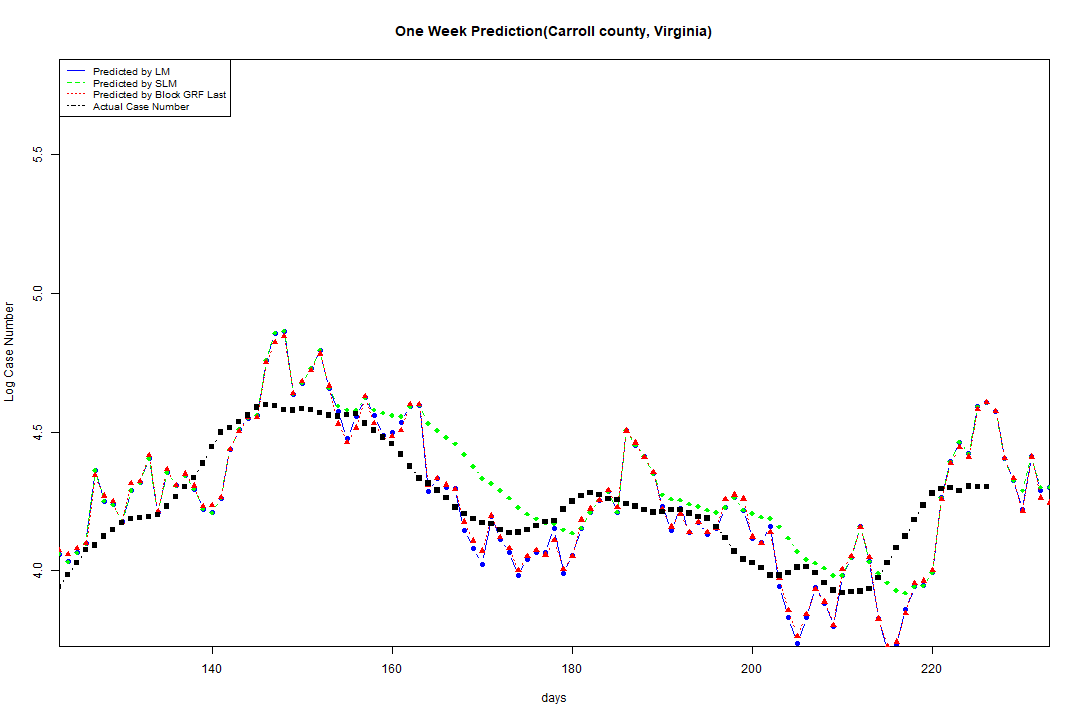 One Week Prediction(Carroll county, Virginia)
Predicted by LM
Predicted by SLM
Predicted by Block GRF Last
Actual Case Number
5.5
5.0
4.5
4.0
Log Case Number
140 160 180 200 220
days